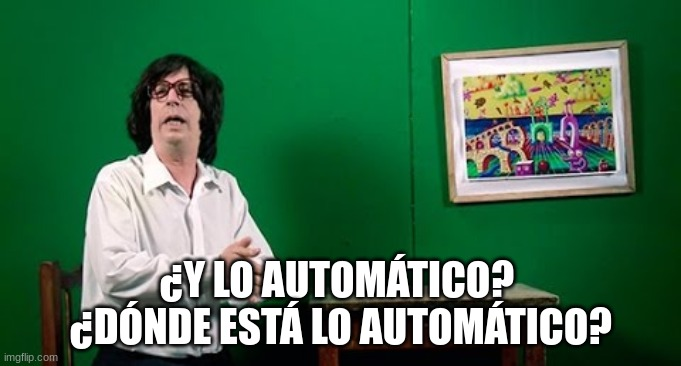 ¿Y LO AUTOMÁTICO?
¿DÓNDE ESTÁ LO AUTOMÁTICO?
imgflip.com